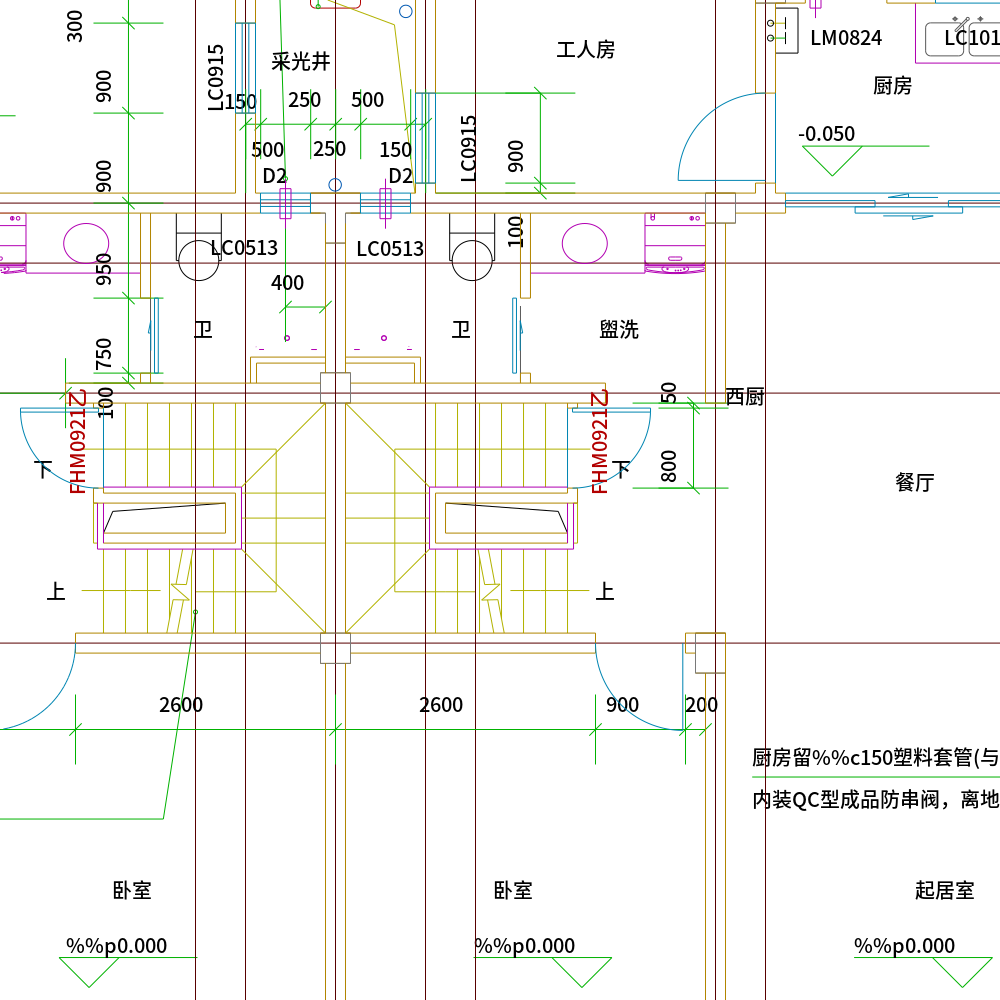 300
LM0824
LC101
工人房
采光井
厨房
900
LC0915
L150
250
500
-0.050
LC0915
900
500
250
150
900
D2
D2
100
LC0513
LC0513
950
400
卫
卫
盥洗
750
100
50
西厨
FHM0921乙
FHM0921乙
下
下
800
餐厅
上
上
2600
2600
900
200
厨房留%%c150塑料套管(与
内装QC型成品防串阀，离地
卧室
卧室
起居室
%%p0.000
%%p0.000
%%p0.000